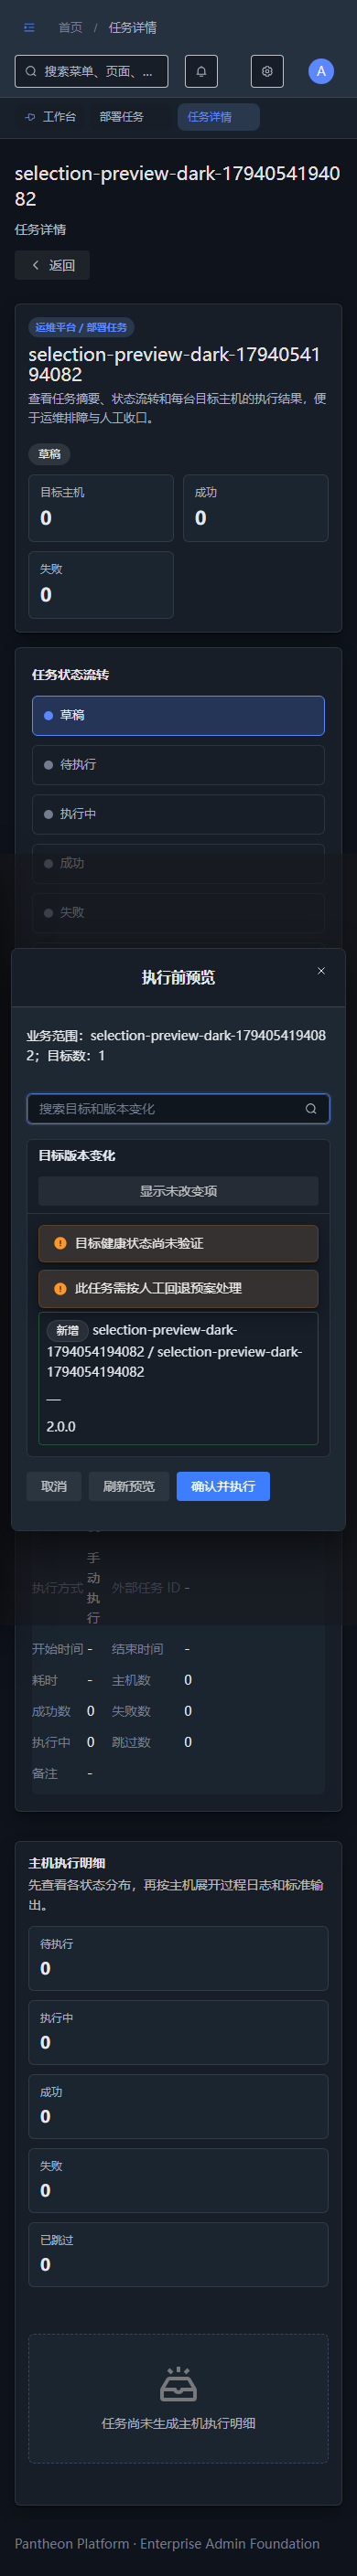 首页 / 任务详情
搜索菜单、页面、...
A
工作台 部署任务 任务详情
selection-preview-dark-17940541940
82
任务详情
返回
运维平台 / 部署任务
selection-preview-dark-17940541
94082
查看任务摘要、状态流转和每台目标主机的执行结果，便
于运维排障与人工收口。
草稿
目标主机 成功
0 0
失败
0
任务状态流转
草稿
待执行
执行中
成功
失败
执行前预览
业务范围：selection-preview-dark-179405419408
2；目标数：1
搜索目标和版本变化
目标版本变化
显示未改变项
目标健康状态尚未验证
此任务需按人工回退预案处理
新增 selection-preview-dark-
1794054194082 / selection-preview-dark-
1794054194082
—
2.0.0
取消 刷新预览 确认并执行
执行方式 手动执行 外部任务 ID -
开始时间 - 结束时间 -
耗时 - 主机数 0
成功数 0 失败数 0
执行中 0 跳过数 0
备注 -
主机执行明细
先查看各状态分布，再按主机展开过程日志和标准输
出。
待执行
0
执行中
0
成功
0
失败
0
已跳过
0
任务尚未生成主机执行明细
Pantheon Platform · Enterprise Admin Foundation